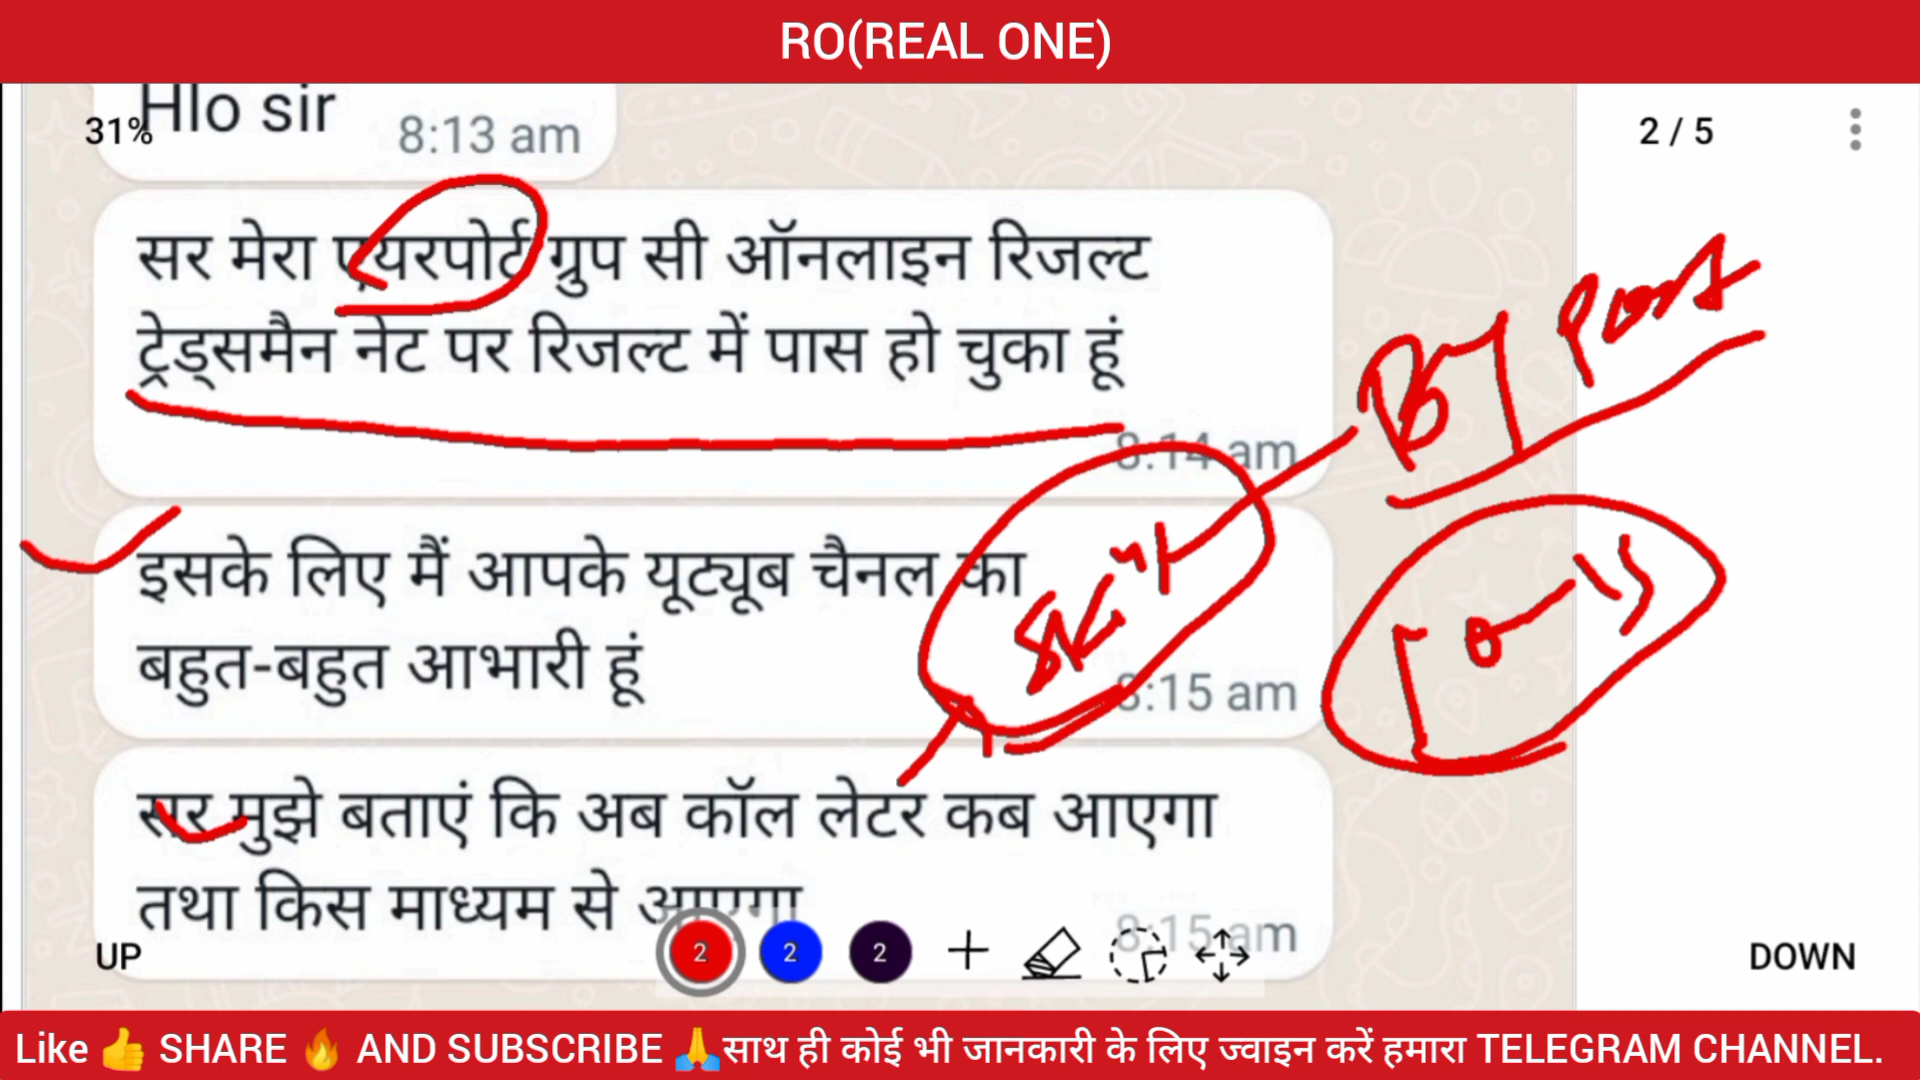 RO(REAL ONE)
Hlo sir
8:13 am
31%
2 / 5
सर मेरा एयरपोर्ट ग्रुप सी ऑनलाइन रिजल्ट
ट्रेड्समैन नेट पर रिजल्ट में पास हो चुका हूं
8:14 am
By Post
इसके लिए मैं आपके यूट्यूब चैनल का
बहुत-बहुत आभारी हूं
8:15 am
सर मुझे बताएं कि अब कॉल लेटर कब आएगा
तथा किस माध्यम से आएगा
8:15 am
UP
2
2
2
DOWN
Like 👍 SHARE 🔥 AND SUBSCRIBE 🙏साथ ही कोई भी जानकारी के लिए ज्वाइन करें हमारा TELEGRAM CHANNEL.